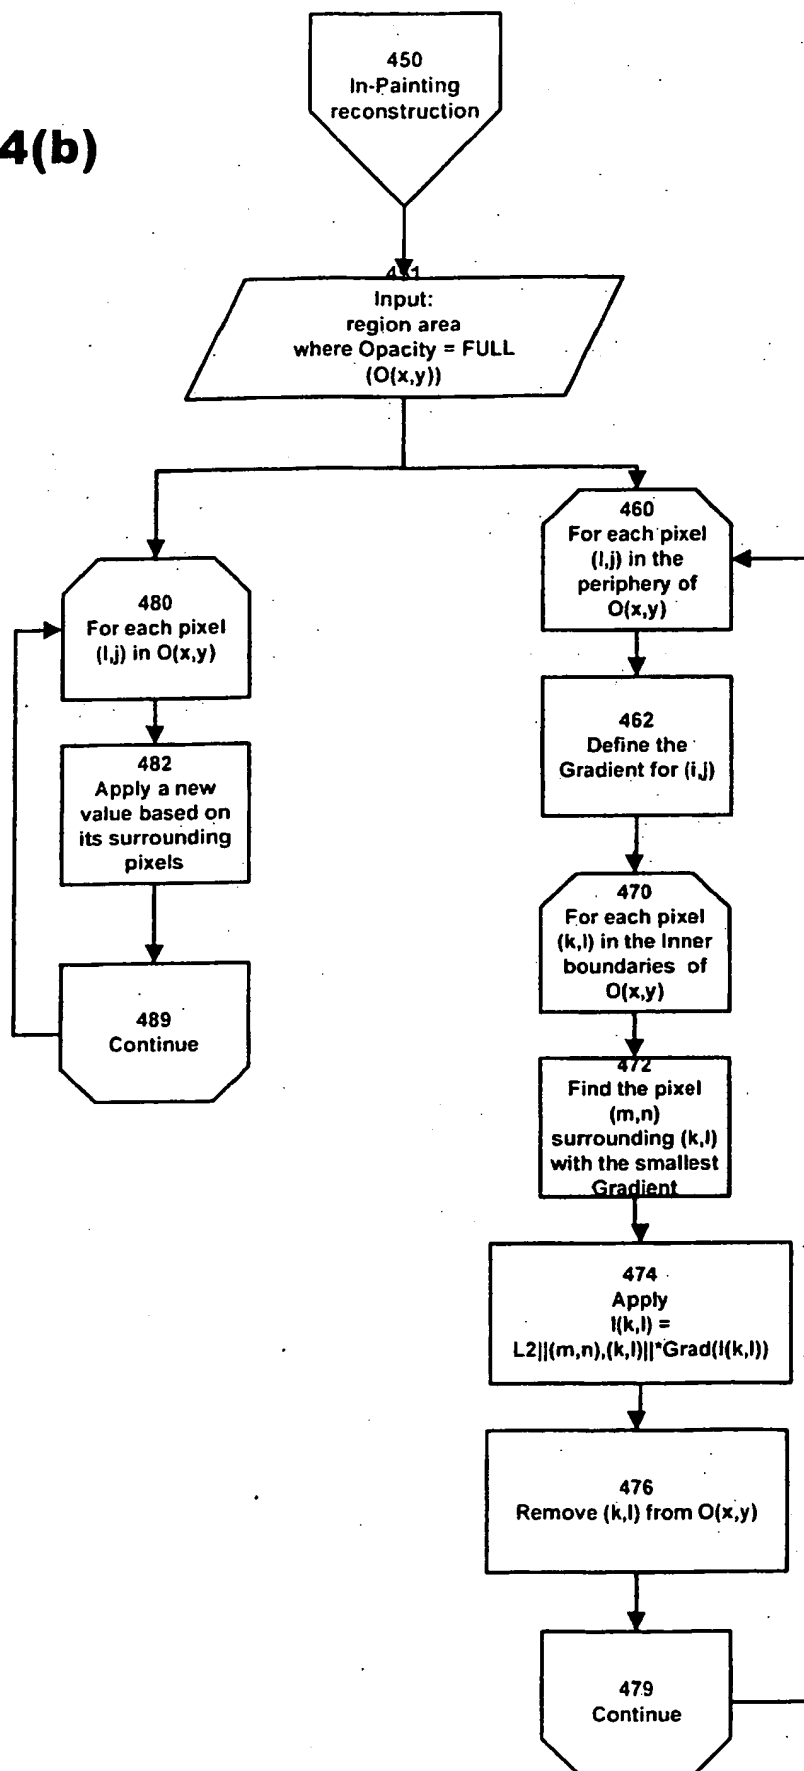 450
In-Painting
reconstruction
4(b)
451
Input:
region area
where Opacity = FULL
(O(x,y))
460
For each pixel
(I,j) in the
periphery of
O(x,y)
480
For each pixel
(I,j) in O(x,y)
462
Define the
Gradient for (i,j)
482
Apply a new
value based on
its surrounding
pixels
470
For each pixel
(k,l) in the Inner
boundaries of
O(x,y)
489
Continue
472
Find the pixel
(m,n)
surrounding (k,l)
with the smallest
Gradient
474
Apply
I(k,l) =
L2||(m,n),(k,l)||*Grad(I(k,l))
476
Remove (k,l) from O(x,y)
479
Continue